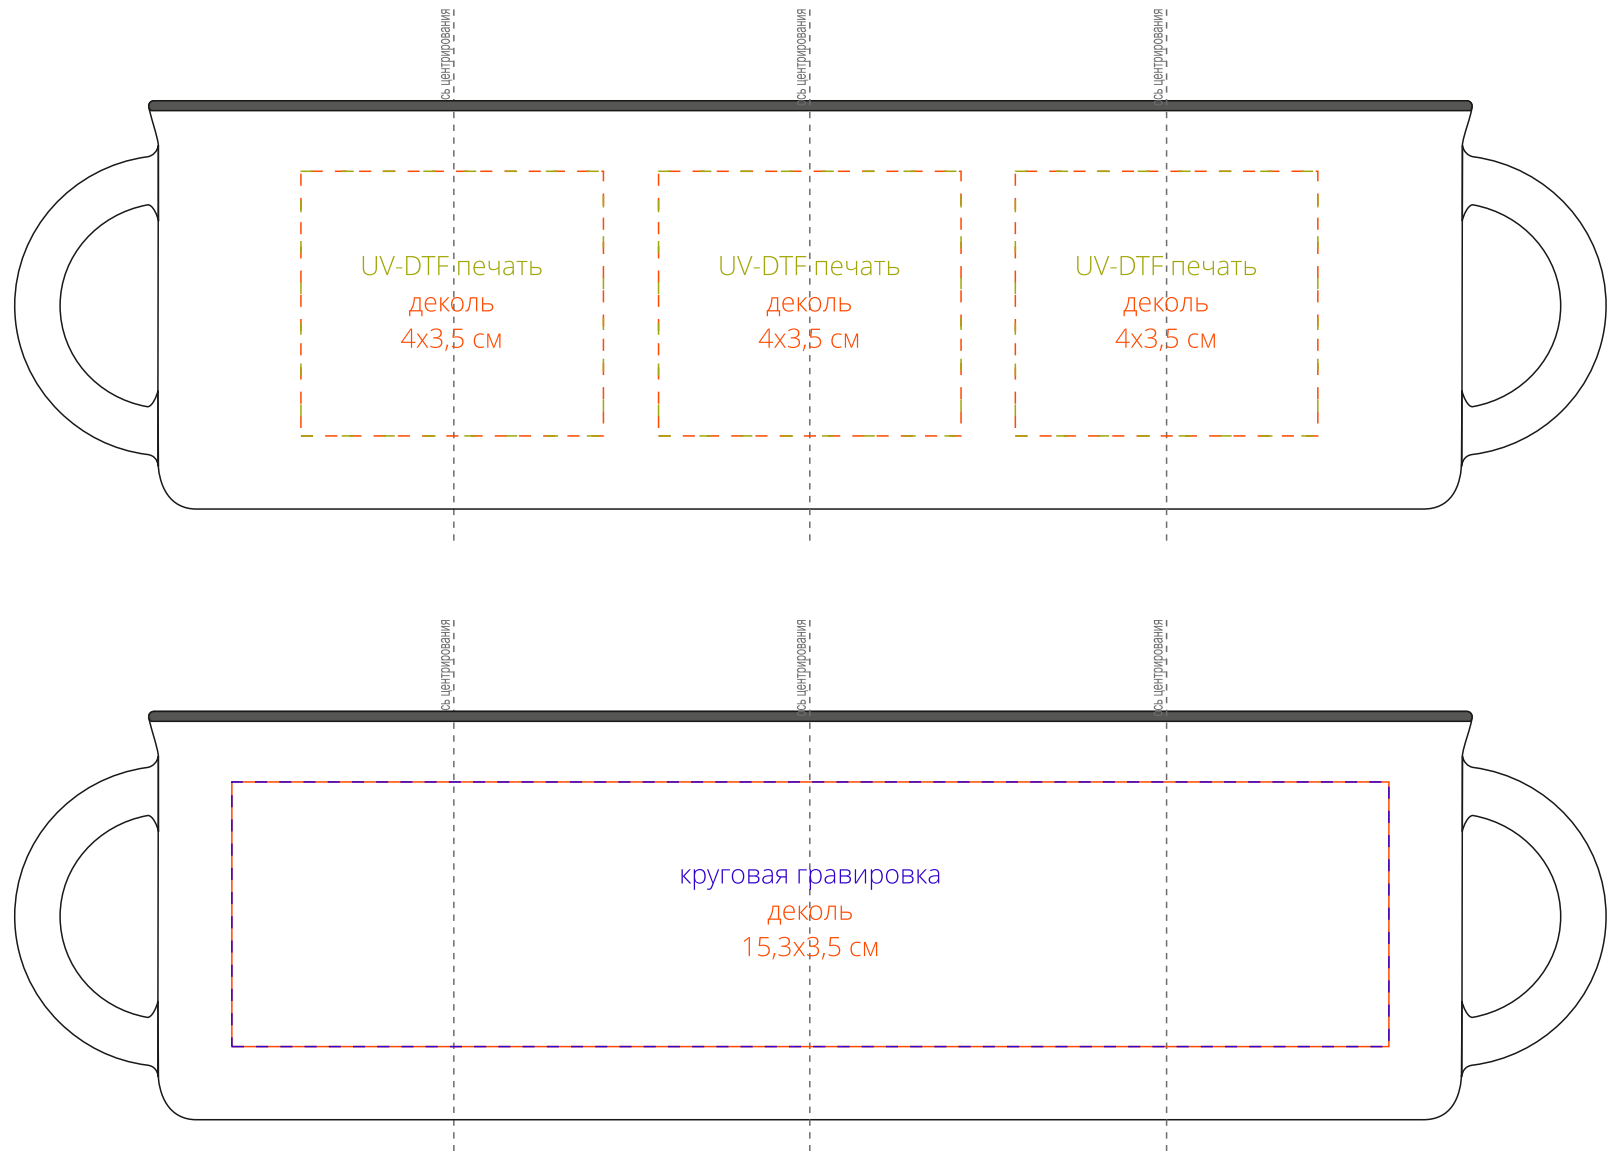 ось центрирования
ось центрирования
ось центрирования
UV-DTF печать
деколь
4х3,5 см
UV-DTF печать
деколь
4х3,5 см
UV-DTF печать
деколь
4х3,5 см
ось центрирования
ось центрирования
ось центрирования
круговая гравировка
деколь
15,3х3,5 см